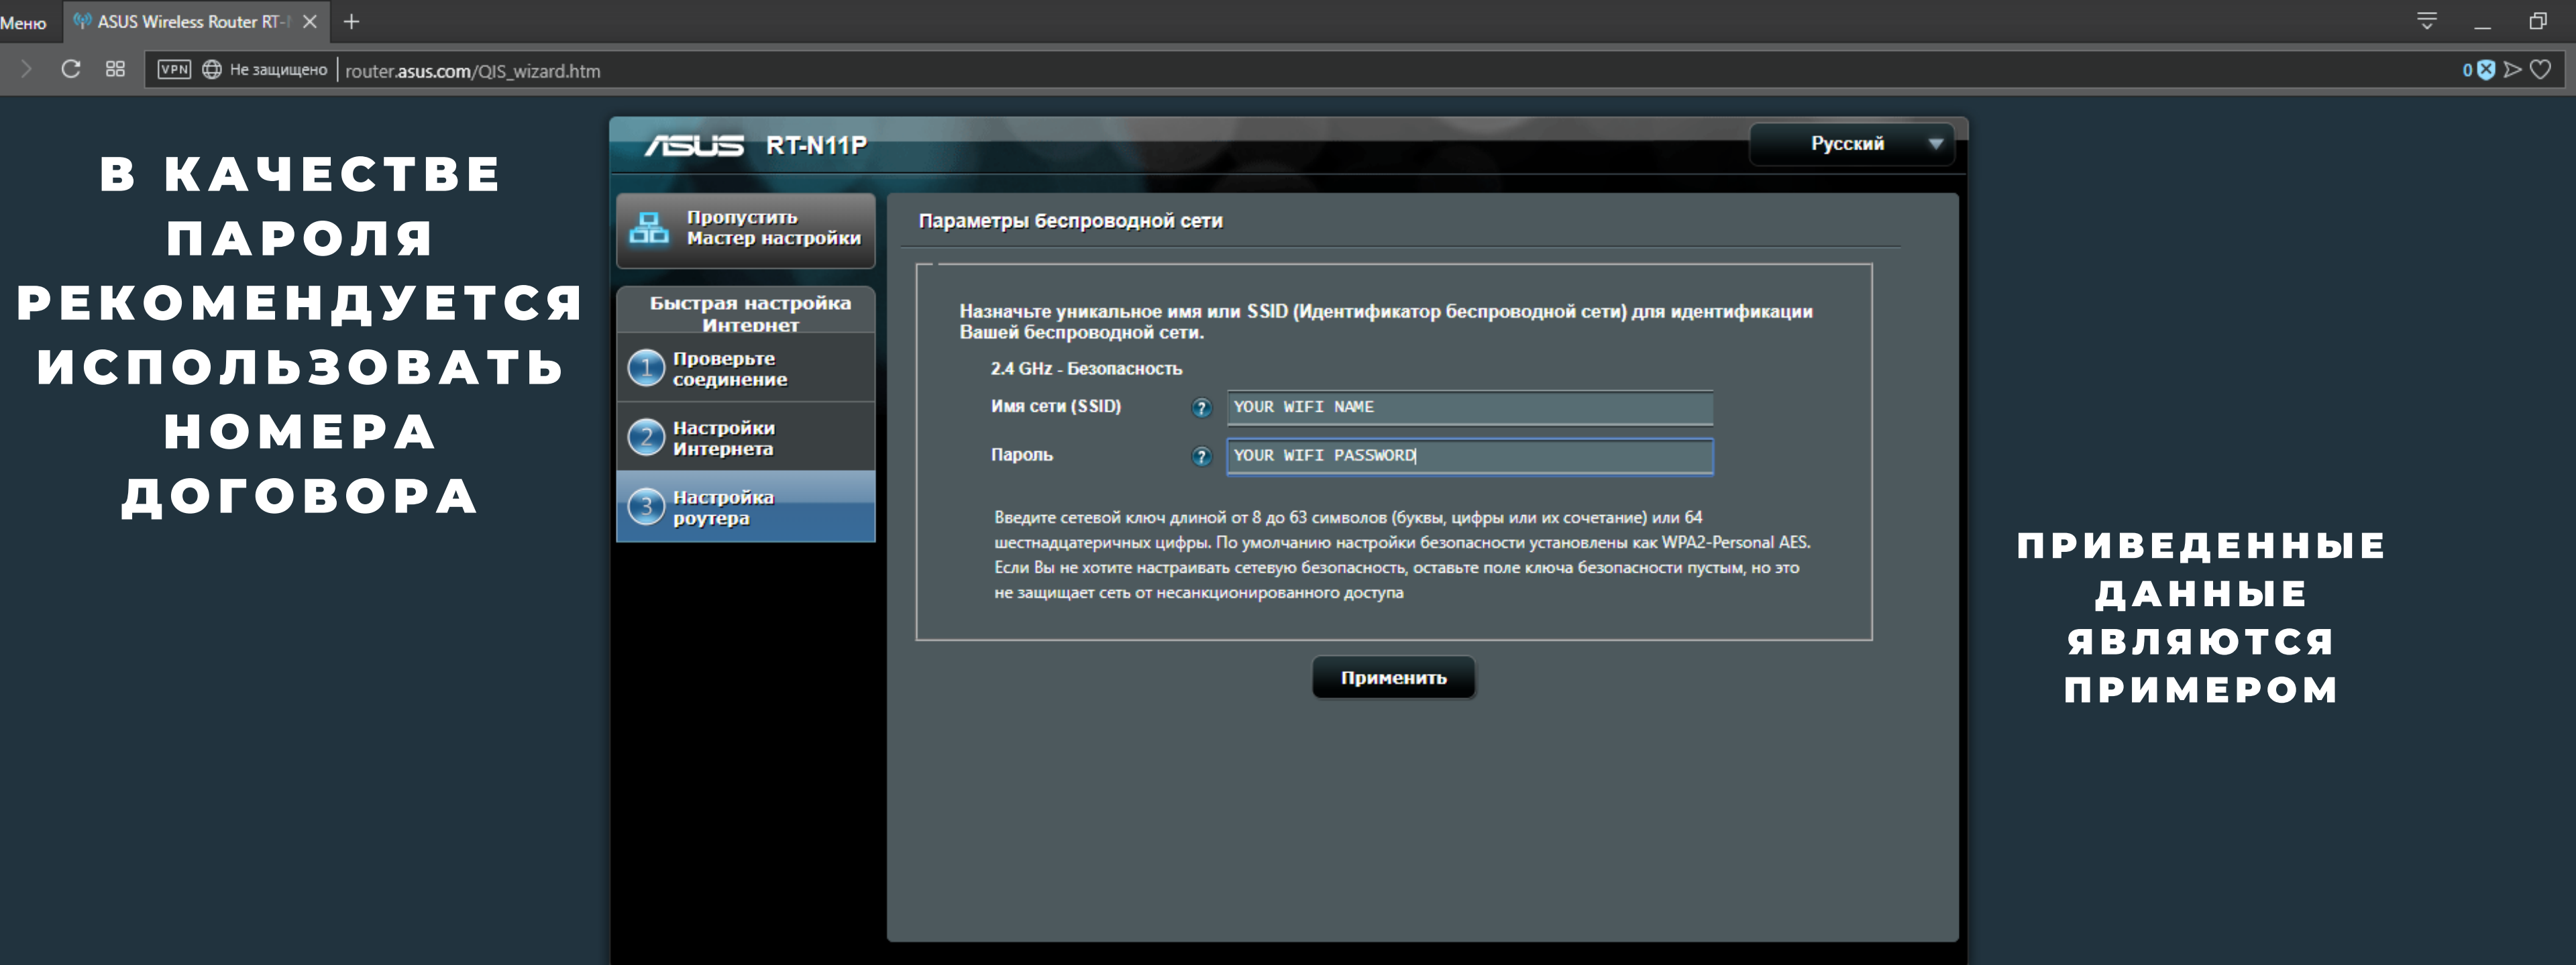 Меню
ASUS Wireless Router RT-
VPN
Не защищено
router.asus.com/QIS_wizard.htm
0
В КАЧЕСТВЕ
ПАРОЛЯ
РЕКОМЕНДУЕТСЯ
ИСПОЛЬЗОВАТЬ
НОМЕРА
ДОГОВОРА
ASUS RT-N11P
Русский
Пропустить
Мастер настройки
Быстрая настройка
Интернет
1 Проверьте
соединение
2 Настройки
Интернета
3 Настройка
роутера
Параметры беспроводной сети
Назначьте уникальное имя или SSID (Идентификатор беспроводной сети) для идентификации
Вашей беспроводной сети.
2.4 GHz - Безопасность
Имя сети (SSID) ? YOUR WIFI NAME
Пароль ? YOUR WIFI PASSWORD
Введите сетевой ключ длиной от 8 до 63 символов (буквы, цифры или их сочетание) или 64
шестнадцатеричных цифры. По умолчанию настройки безопасности установлены как WPA2-Personal AES.
Если Вы не хотите настраивать сетевую безопасность, оставьте поле ключа безопасности пустым, но это
не защищает сеть от несанкционированного доступа
Применить
ПРИВЕДЕННЫЕ
ДАННЫЕ
ЯВЛЯЮТСЯ
ПРИМЕРОМ